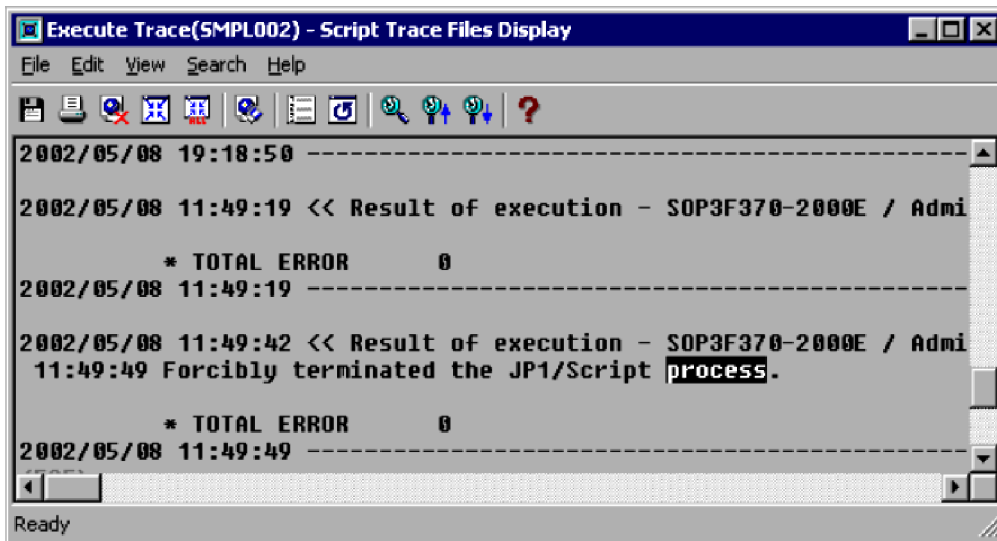 Execute Trace(SMPL002) - Script Trace Files Display
File Edit View Search Help
ALL
2002/05/08 19:18:50 ----------------------------------------------
2002/05/08 11:49:19 << Result of execution - SOP3F370-2000E / Admi
* TOTAL ERROR 0
2002/05/08 11:49:19 ----------------------------------------------
2002/05/08 11:49:42 << Result of execution - SOP3F370-2000E / Admi
11:49:49 Forcibly terminated the JP1/Script process.
* TOTAL ERROR 0
2002/05/08 11:49:49 ----------------------------------------------
Ready